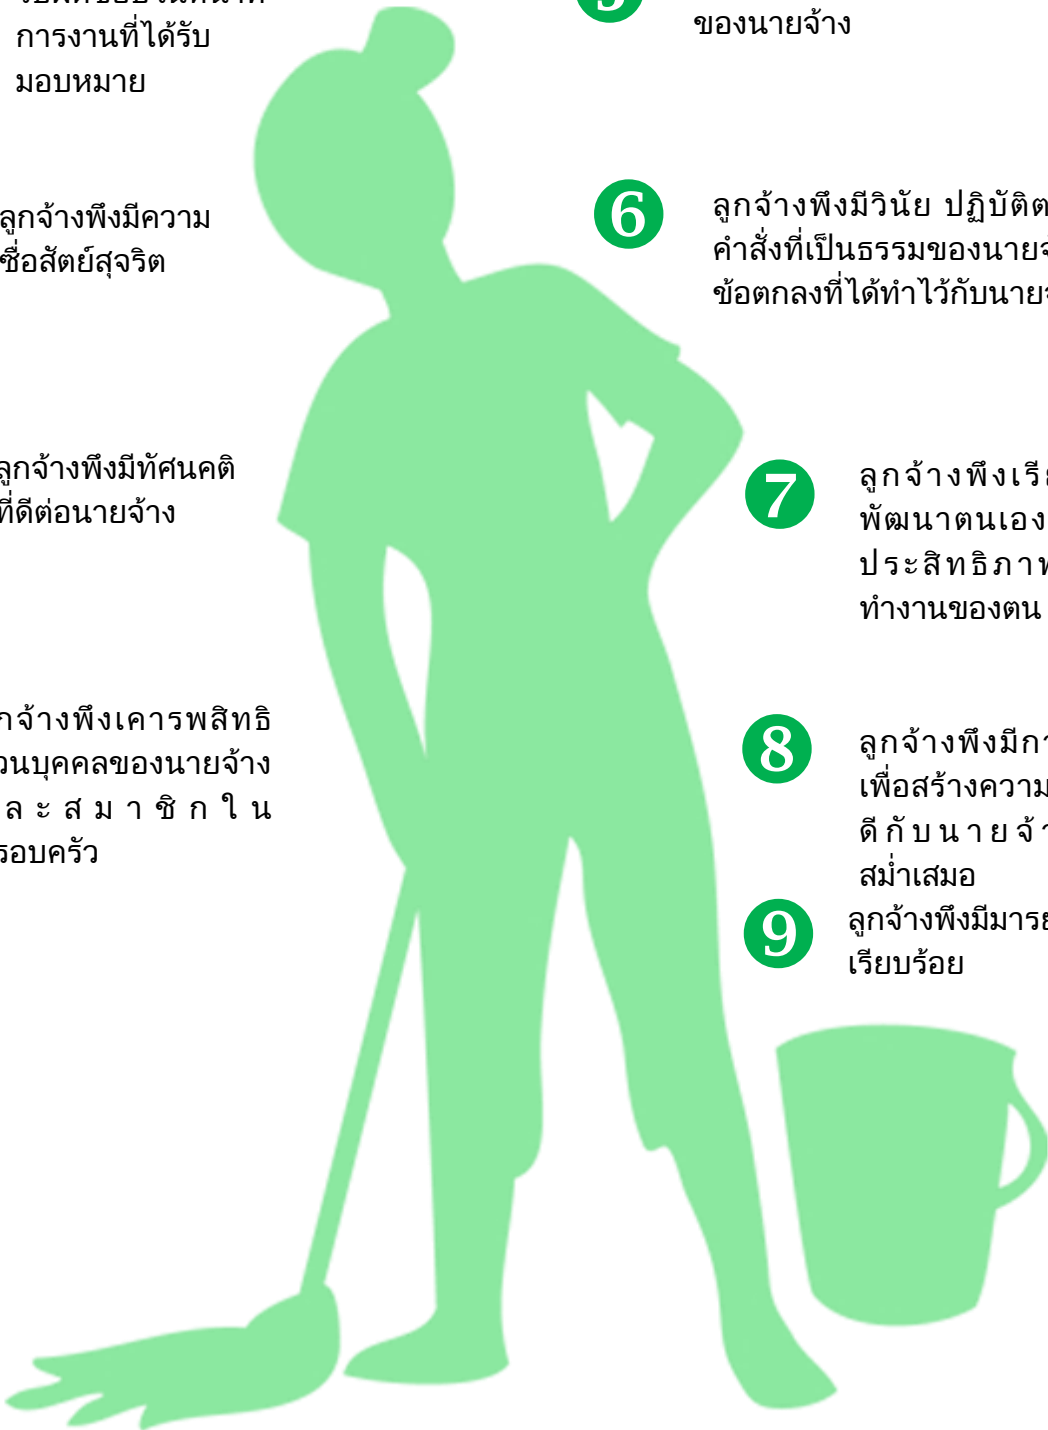 การงานที่ได้รับ
มอบหมาย
ลูกจ้างพึงมีความ
ซื่อสัตย์สุจริต
ลูกจ้างพึงมีทัศนคติ
ที่ดีต่อนายจ้าง
จ้างพึงเคารพสิทธิ
วนบุคคลของนายจ้าง
ละสมาชิกใน
รอบครัว
ของนายจ้าง
6
ลูกจ้างพึงมีวินัย ปฏิบัติต
คำสั่งที่เป็นธรรมของนาย
ข้อตกลงที่ได้ทำไว้กับนาย
7
ลูกจ้างพึงเรี
พัฒนาตนเอง
ประสิทธิภา
ทำงานของตน
8
ลูกจ้างพึงมีกา
เพื่อสร้างความ
ดีกับนายจ้า
สม่ำเสมอ
9
ลูกจ้างพึงมีมาร
เรียบร้อย